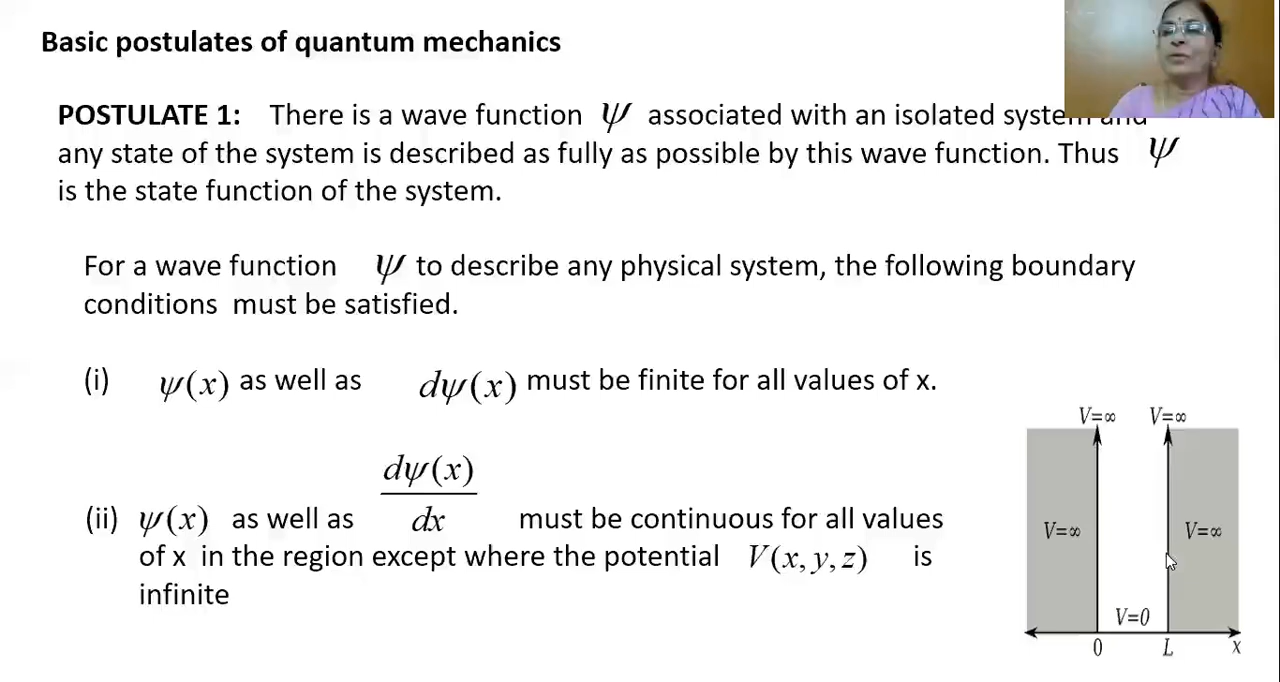 Basic postulates of quantum mechanics
POSTULATE 1: There is a wave function ψ associated with an isolated system and
any state of the system is described as fully as possible by this wave function. Thus ψ
is the state function of the system.
For a wave function ψ to describe any physical system, the following boundary
conditions must be satisfied.
(i) ψ(x) as well as dψ(x) must be finite for all values of x.
(ii) ψ(x) as well as dψ(x)/dx must be continuous for all values
of x in the region except where the potential V(x, y, z) is
infinite
V=∞ V=∞
V=∞ V=∞
V=0
0 L x